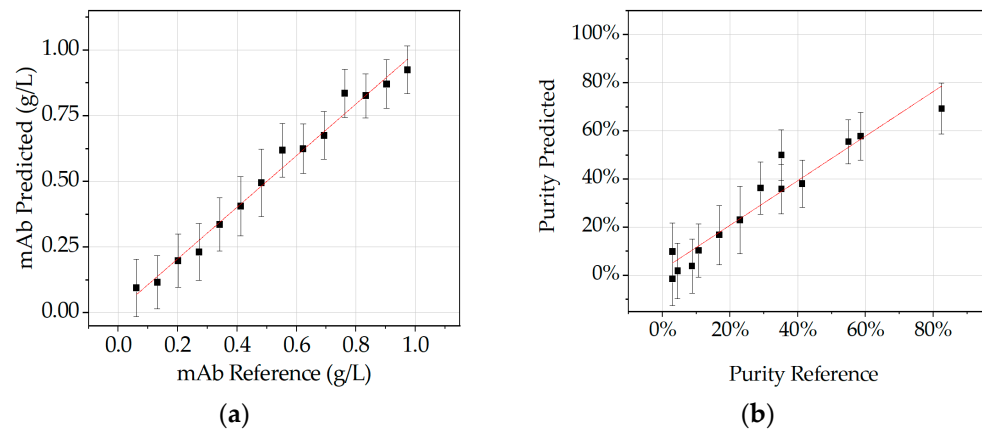 1.00
0.75
0.50
0.25
0.00
mAb Predicted (g/L)
0.0 0.2 0.4 0.6 0.8 1.0
mAb Reference (g/L)
(a)
100%
80%
60%
40%
20%
0%
Purity Predicted
0% 20% 40% 60% 80%
Purity Reference
(b)